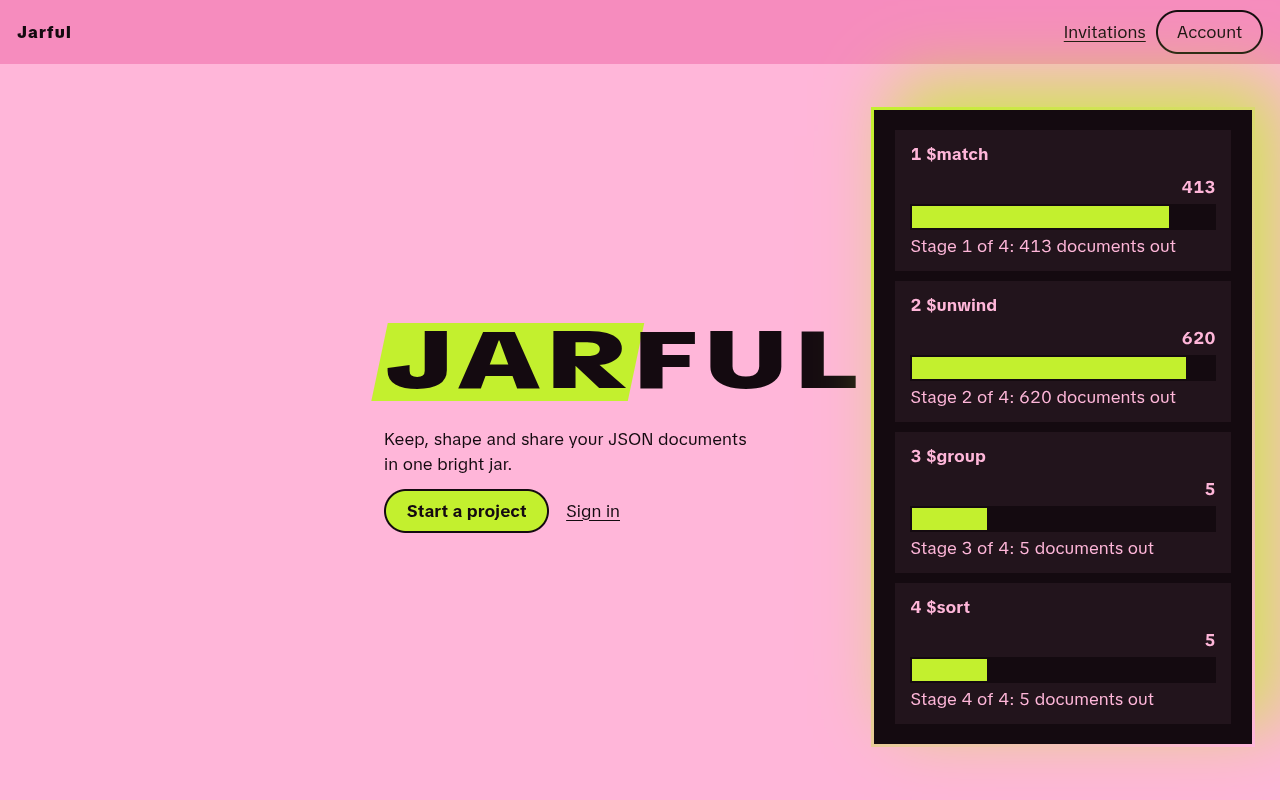 Jarful
Invitations
Account
JARFUL
Keep, shape and share your JSON documents
in one bright jar.
Start a project
Sign in
1 $match
413
Stage 1 of 4: 413 documents out
2 $unwind
620
Stage 2 of 4: 620 documents out
3 $group
5
Stage 3 of 4: 5 documents out
4 $sort
5
Stage 4 of 4: 5 documents out